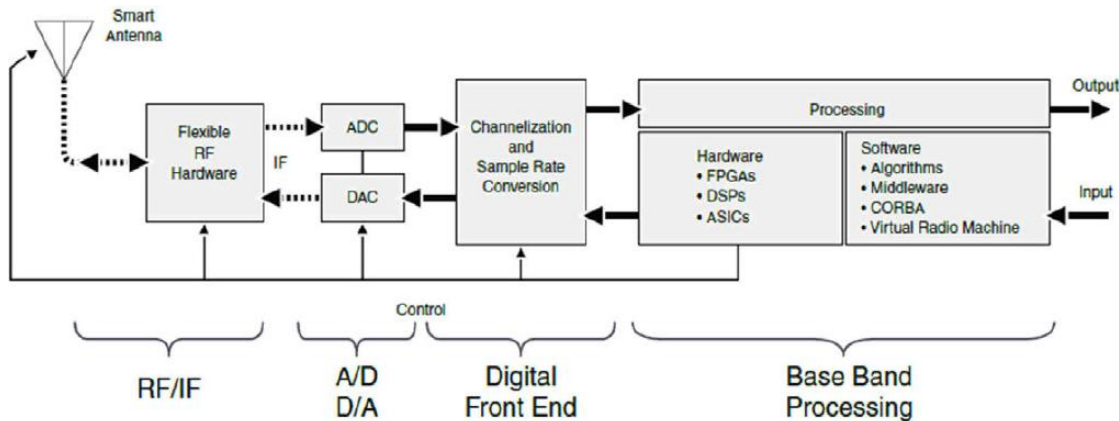 Smart
Antenna
Flexible
RF
Hardware
IF
ADC
DAC
Channelization
and
Sample Rate
Conversion
Processing
Hardware
• FPGAs
• DSPs
• ASICs
Software
• Algorithms
• Middleware
• CORBA
• Virtual Radio Machine
Output
Input
Control
RF/IF
A/D
D/A
Digital
Front End
Base Band
Processing